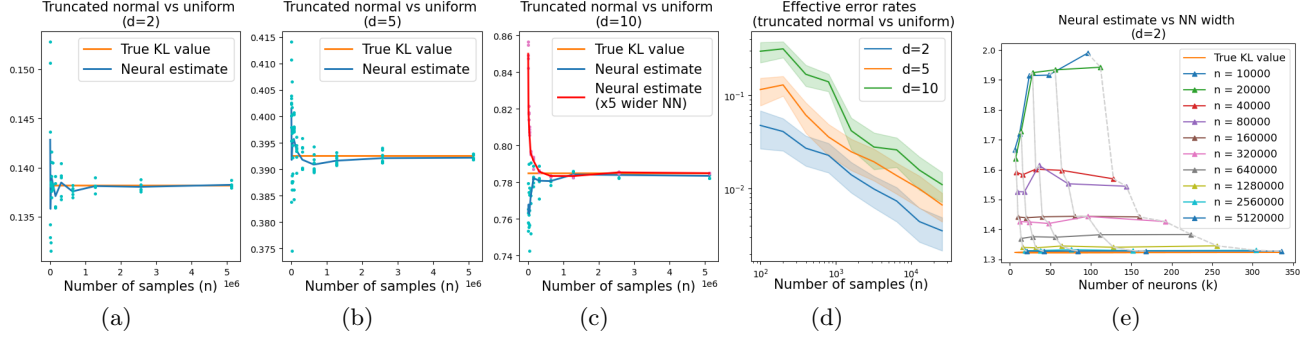 Truncated normal vs uniform
(d=2)
True KL value
Neural estimate
0.150
0.145
0.140
0.135
0 1 2 3 4 5
1e6
Number of samples (n)
(a)
Truncated normal vs uniform
(d=5)
True KL value
Neural estimate
0.415
0.410
0.405
0.400
0.395
0.390
0.385
0.380
0.375
0 1 2 3 4 5
1e6
Number of samples (n)
(b)
Truncated normal vs uniform
(d=10)
True KL value
Neural estimate
Neural estimate
(x5 wider NN)
0.86
0.84
0.82
0.80
0.78
0.76
0.74
0 1 2 3 4 5
1e6
Number of samples (n)
(c)
Effective error rates
(truncated normal vs uniform)
d=2
d=5
d=10
10⁻¹
10⁻²
10² 10³ 10⁴
Number of samples (n)
(d)
Neural estimate vs NN width
(d=2)
True KL value
n = 10000
n = 20000
n = 40000
n = 80000
n = 160000
n = 320000
n = 640000
n = 1280000
n = 2560000
n = 5120000
2.0
1.9
1.8
1.7
1.6
1.5
1.4
1.3
0 50 100 150 200 250 300 350
Number of neurons (k)
(e)